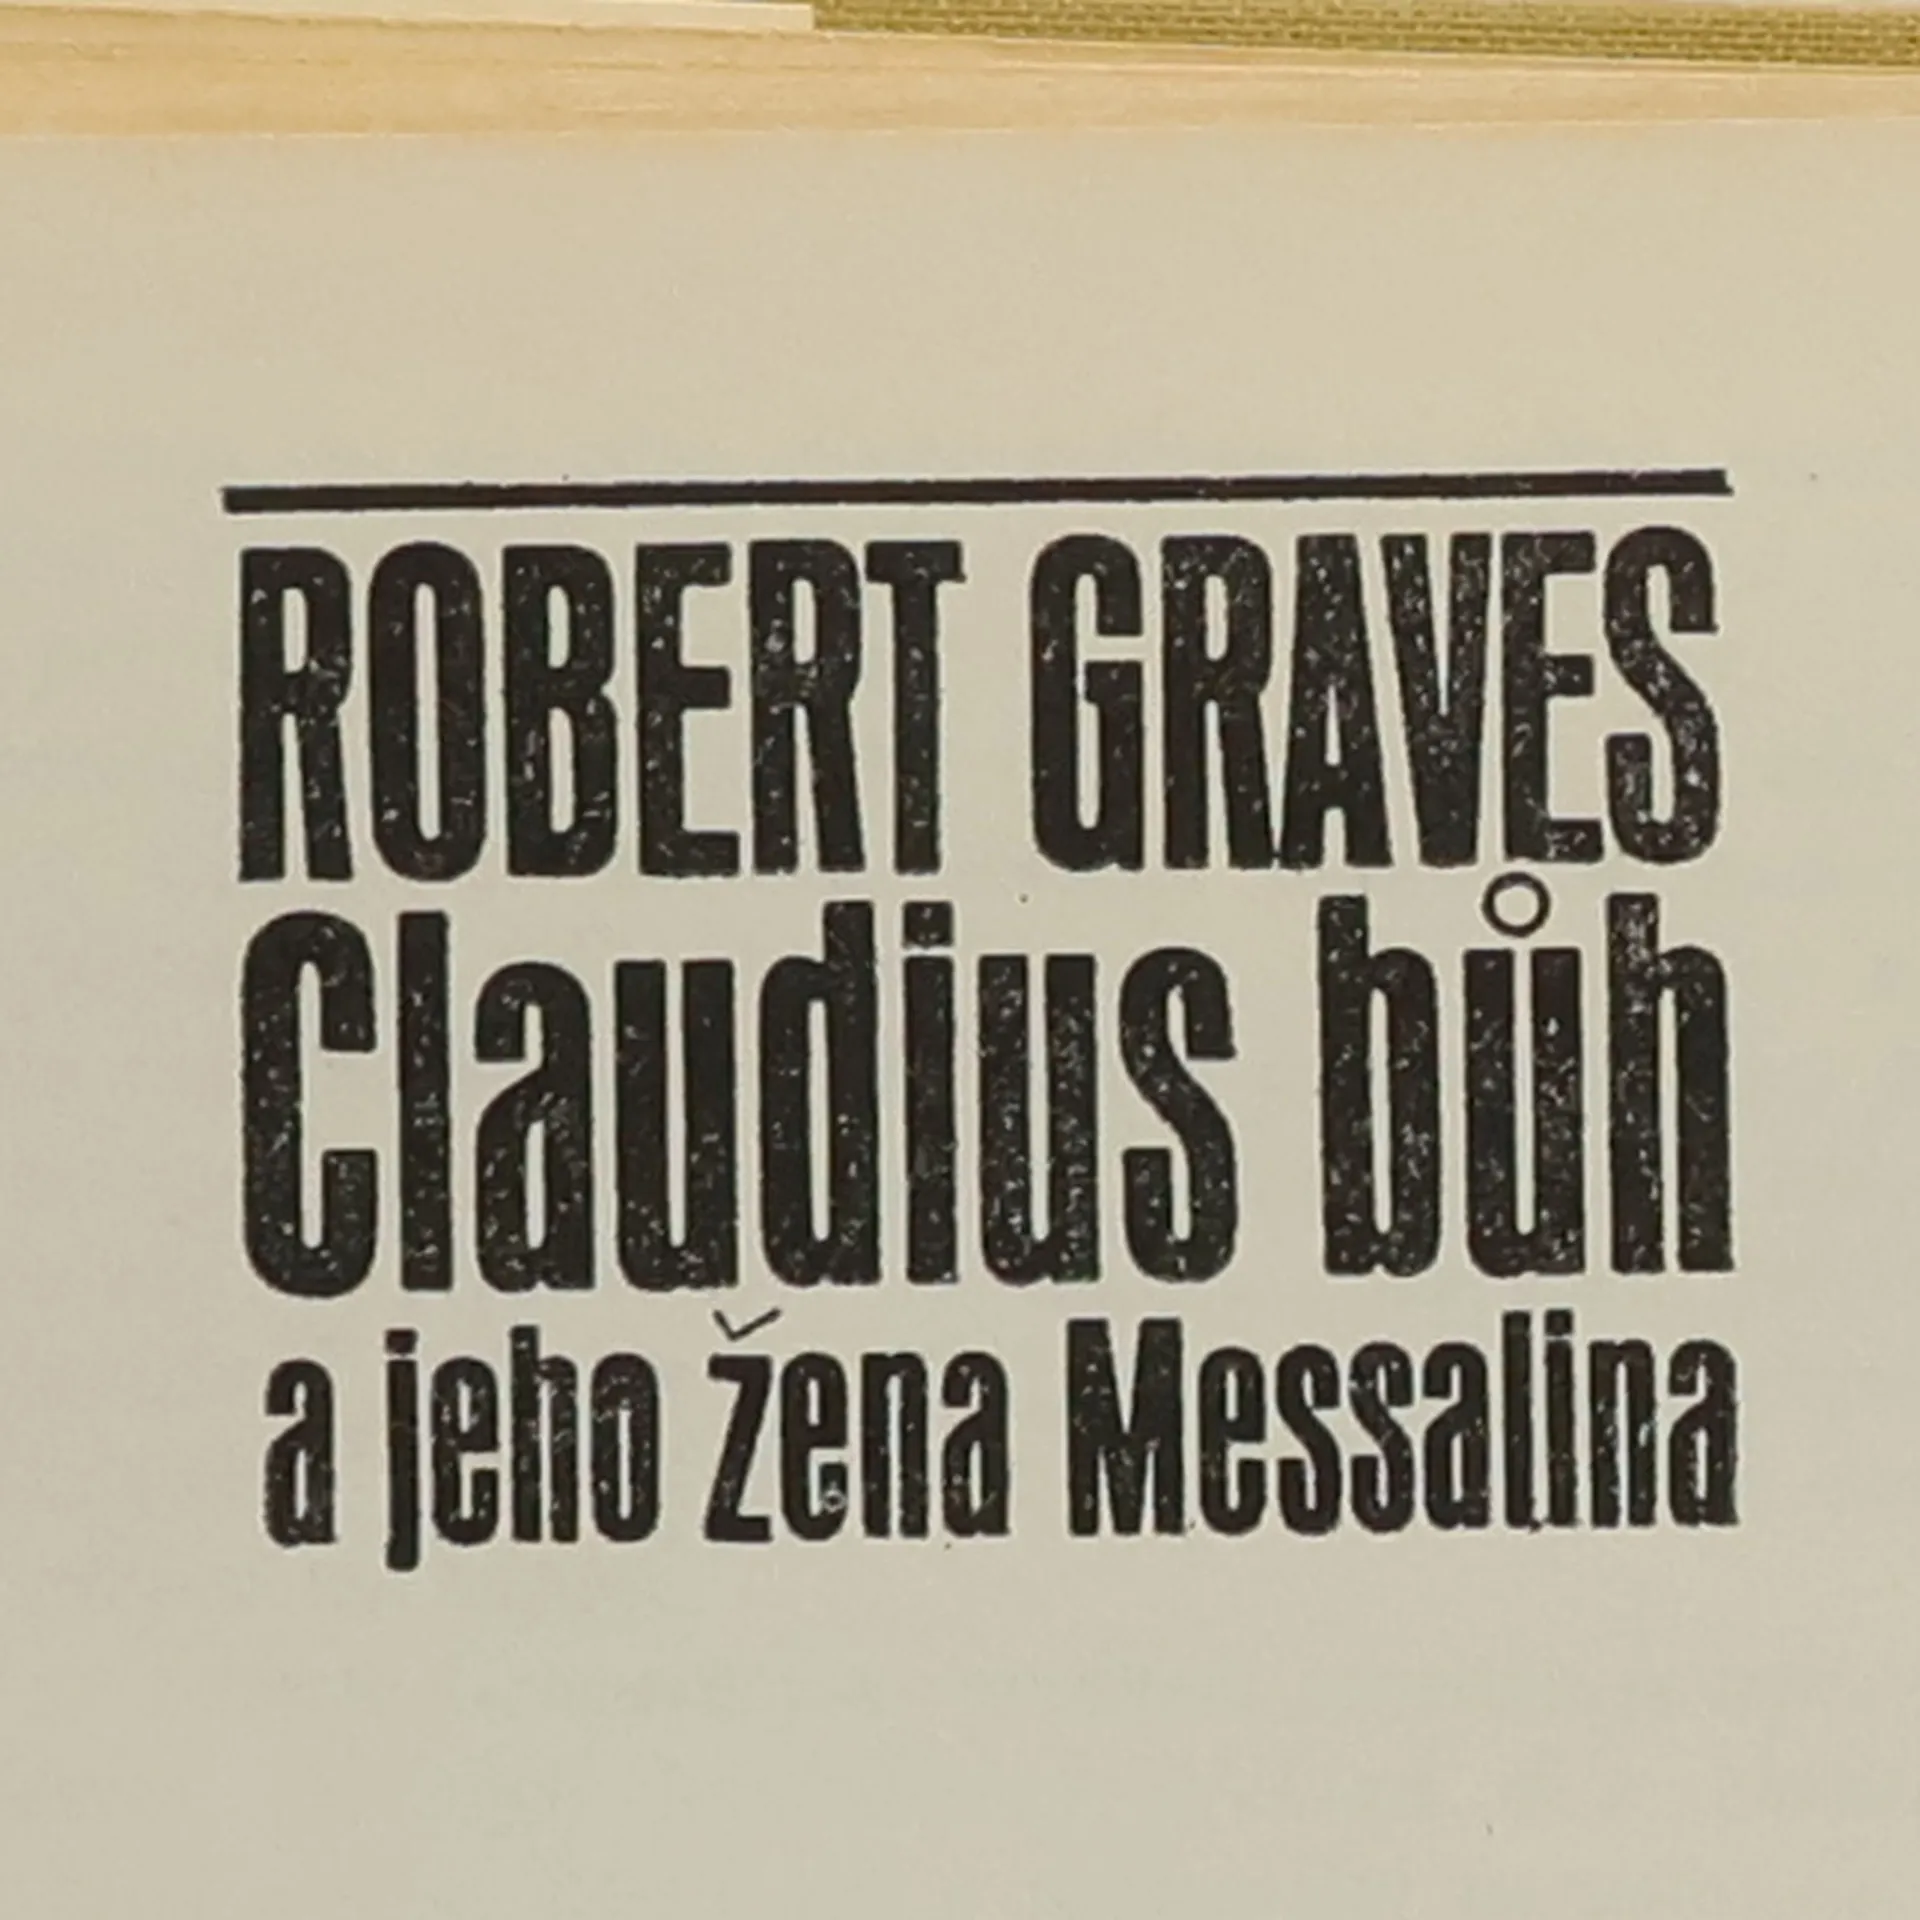 ROBERT GRAVES
Claudius bůh
a jeho žena Messalina